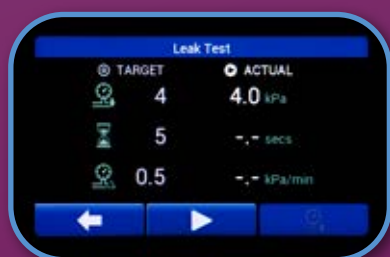 Leak Test
TARGET ACTUAL
4 4.0 kPa
5 -.- secs
0.5 -.- kPa/min